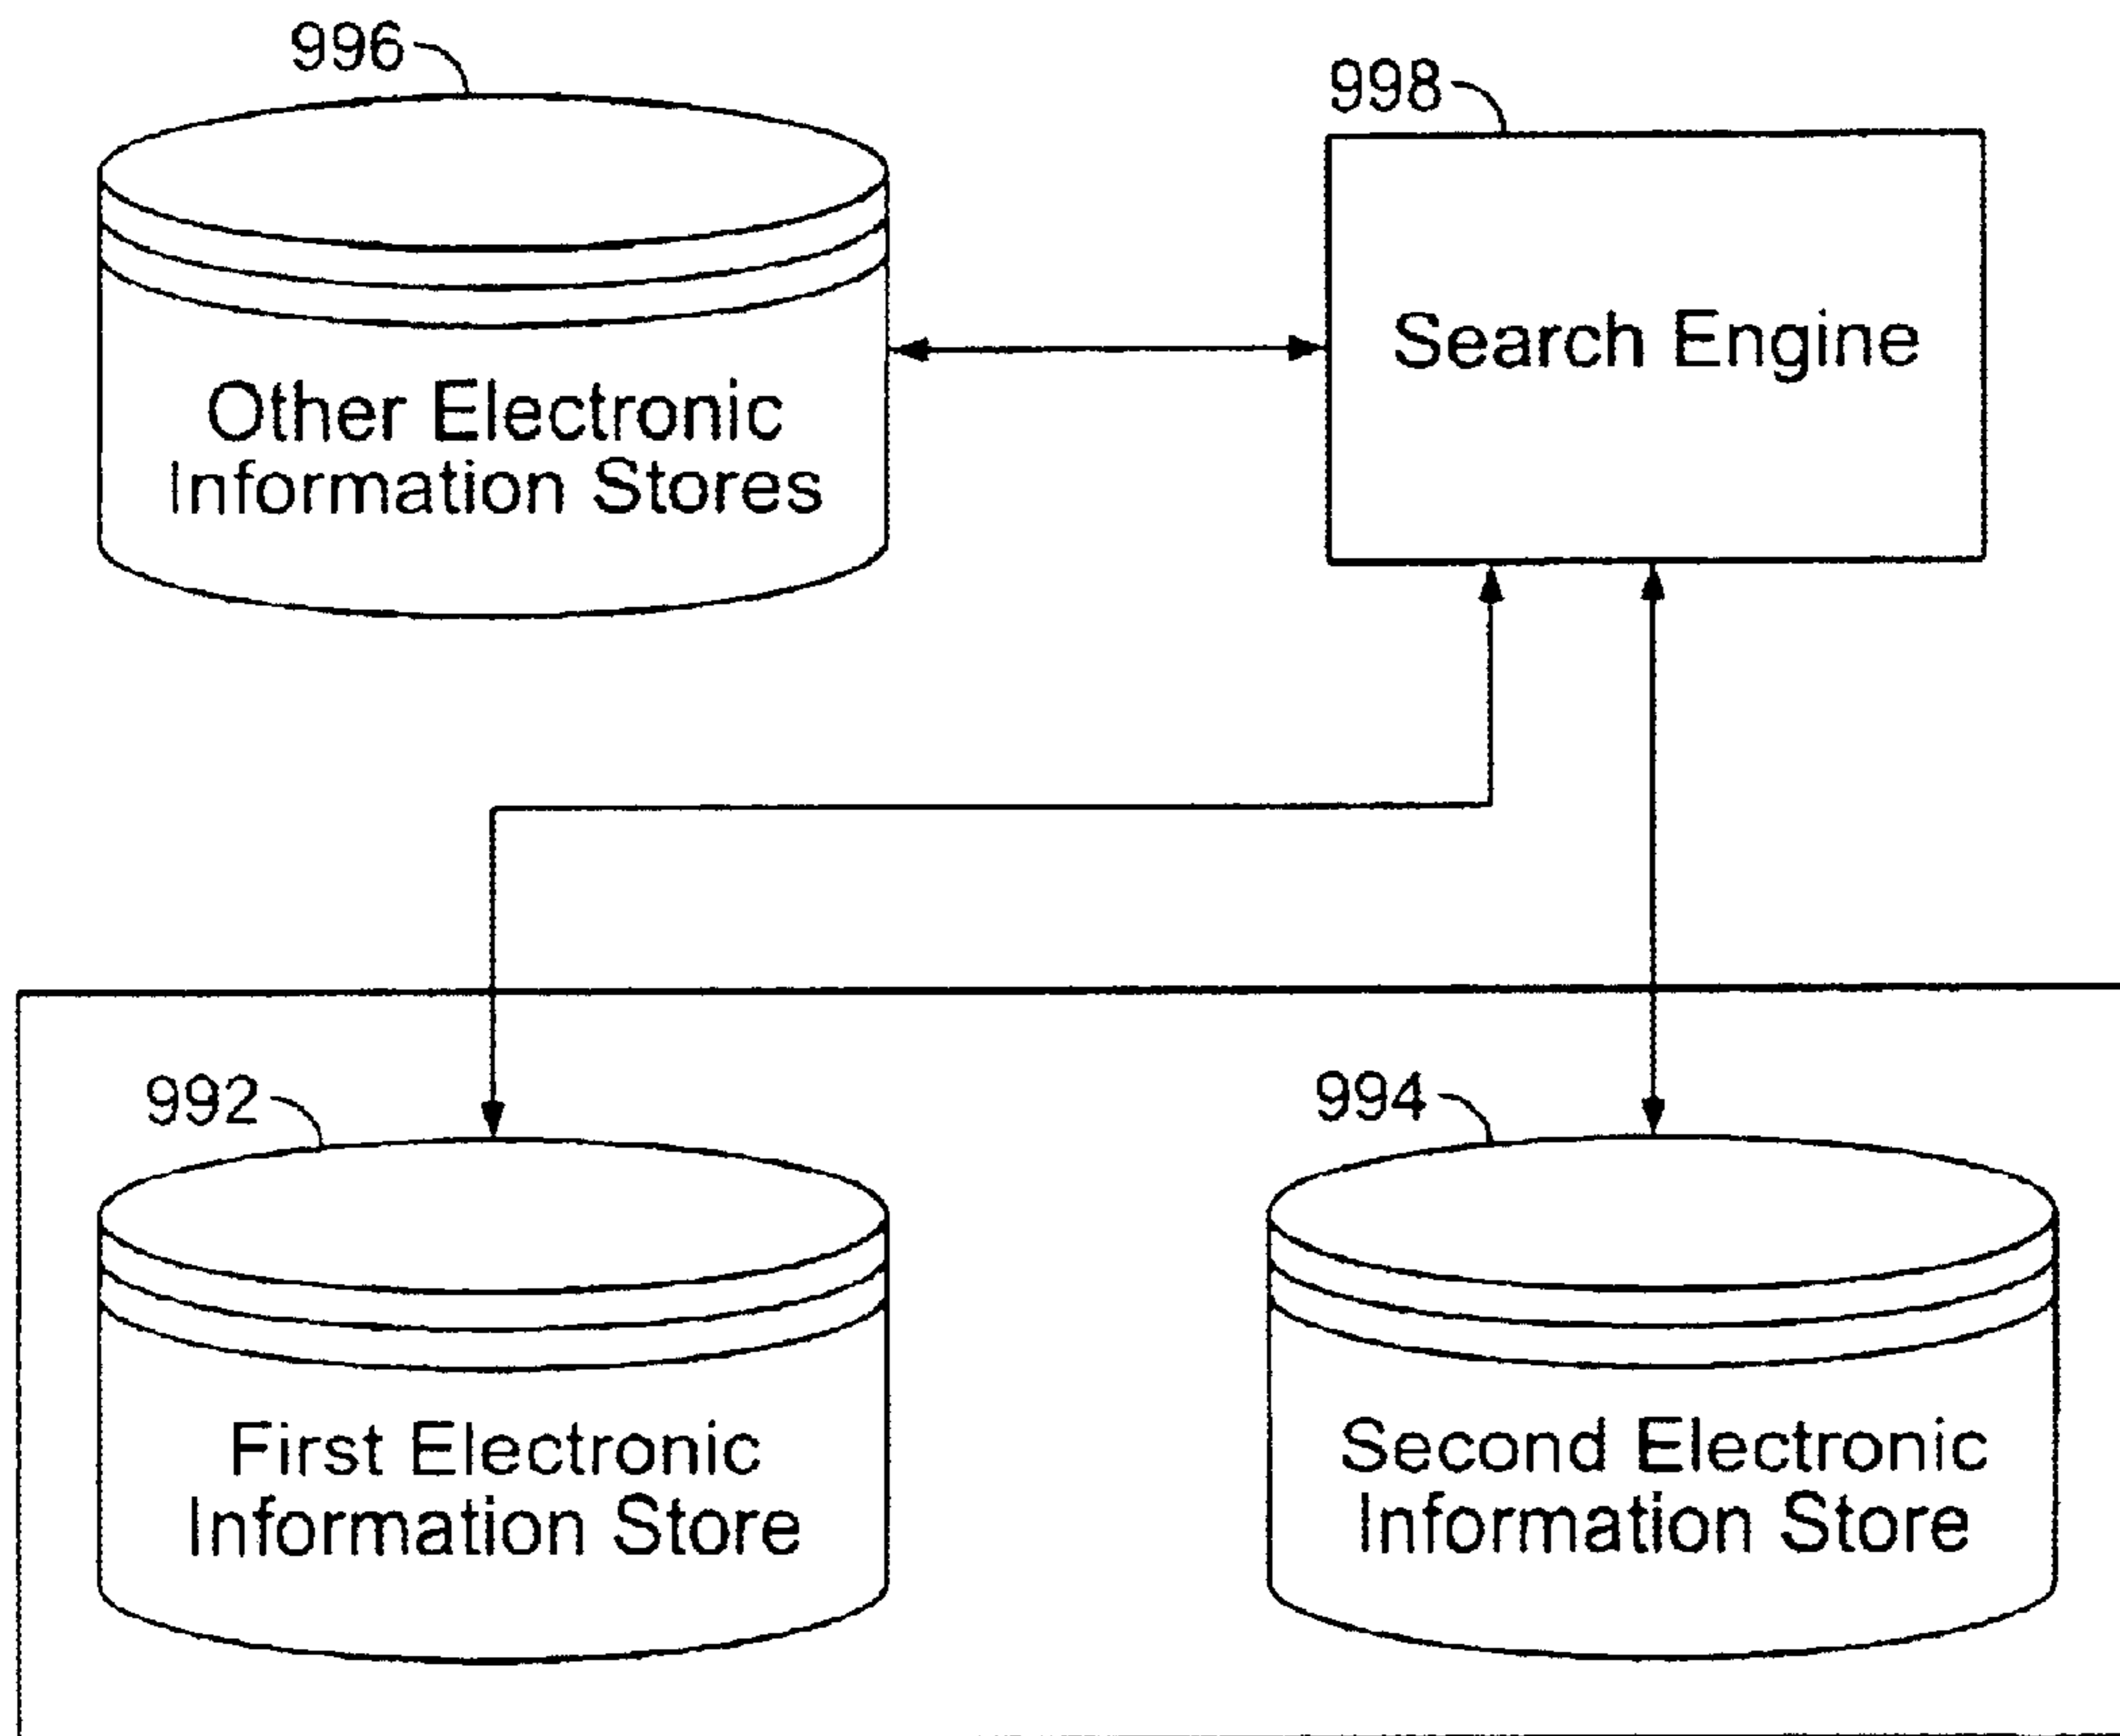 996
998
Search Engine
Other Electronic
Information Stores
992
994
First Electronic
Information Store
Second Electronic
Information Store